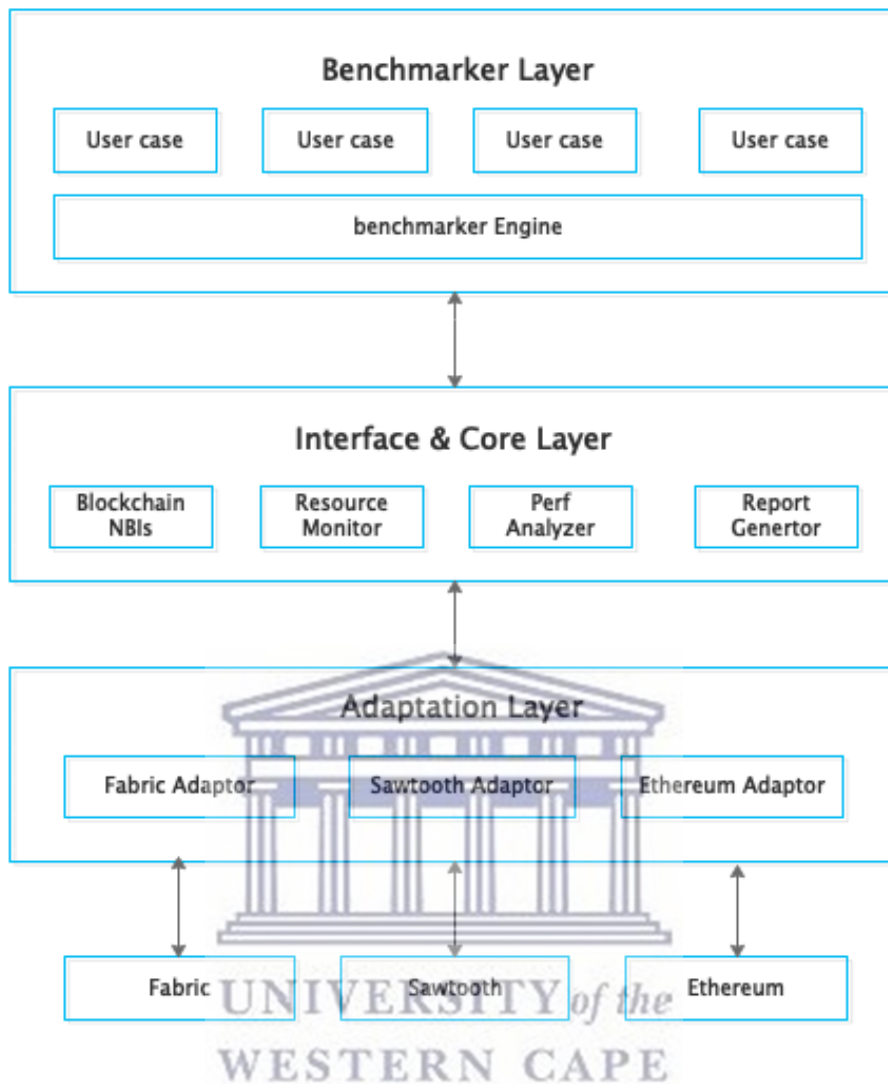 Benchmarker Layer
User case User case User case User case
benchmarker Engine
Interface & Core Layer
Blockchain NBIs Resource Monitor Perf Analyzer Report Genertor
Adaptation Layer
Fabric Adaptor Sawtooth Adaptor Ethereum Adaptor
Fabric Sawtooth Ethereum
UNIVERSITY of the
WESTERN CAPE